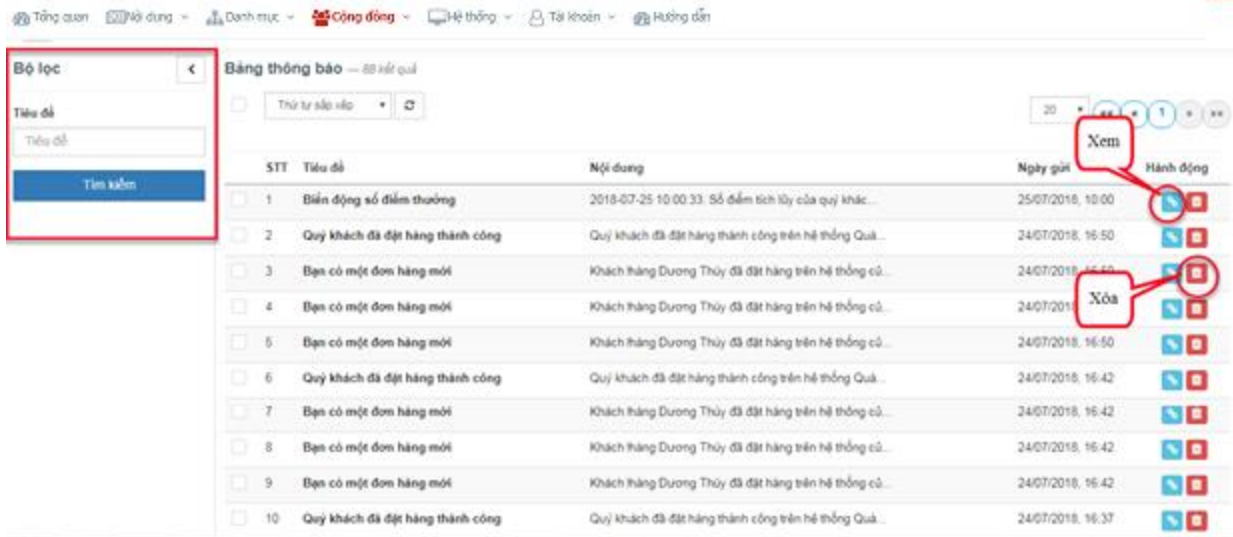 Tổng quan Nội dung Danh mục Cộng đồng Hệ thống Tài khoản Hướng dẫn
Bộ lọc
Bảng thông báo — 88 kết quả
Tiêu đề
Thứ tự sắp xếp
20 «« « 1 » »»
Tiêu đề
Xem
Tìm kiếm
STT Tiêu đề Nội dung Ngày gửi Hành động
1 Biến động số điểm thưởng 2018-07-25 10:00:33. Số điểm tích lũy của quý khác... 25/07/2018, 10:00
2 Quý khách đã đặt hàng thành công Quý khách đã đặt hàng thành công trên hệ thống Quà... 24/07/2018, 16:50
3 Bạn có một đơn hàng mới Khách hàng Dương Thủy đã đặt hàng trên hệ thống củ... 24/07/2018, 16:50
Xóa
4 Bạn có một đơn hàng mới Khách hàng Dương Thủy đã đặt hàng trên hệ thống củ... 24/07/201
5 Bạn có một đơn hàng mới Khách hàng Dương Thủy đã đặt hàng trên hệ thống củ... 24/07/2018, 16:50
6 Quý khách đã đặt hàng thành công Quý khách đã đặt hàng thành công trên hệ thống Quà... 24/07/2018, 16:42
7 Bạn có một đơn hàng mới Khách hàng Dương Thủy đã đặt hàng trên hệ thống củ... 24/07/2018, 16:42
8 Bạn có một đơn hàng mới Khách hàng Dương Thủy đã đặt hàng trên hệ thống củ... 24/07/2018, 16:42
9 Bạn có một đơn hàng mới Khách hàng Dương Thủy đã đặt hàng trên hệ thống củ... 24/07/2018, 16:42
10 Quý khách đã đặt hàng thành công Quý khách đã đặt hàng thành công trên hệ thống Quà... 24/07/2018, 16:37